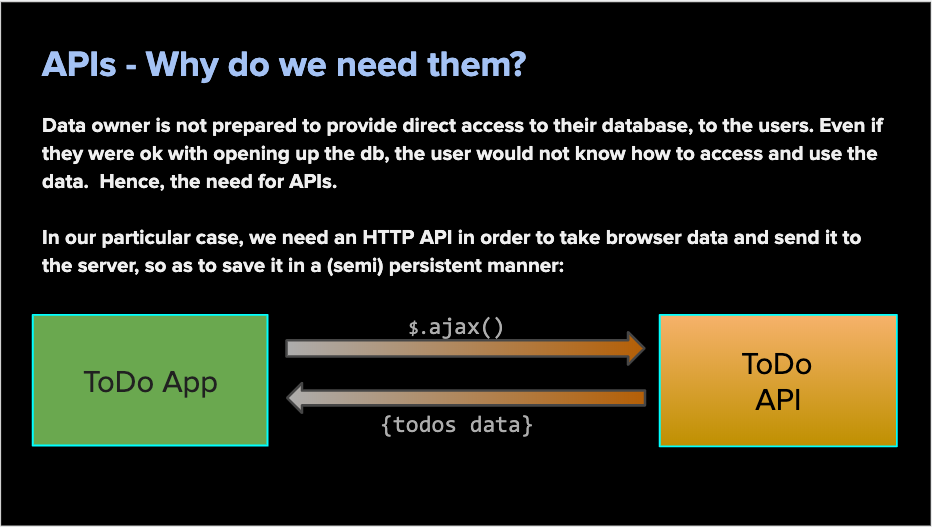 APIs - Why do we need them?
Data owner is not prepared to provide direct access to their database, to the users. Even if
they were ok with opening up the db, the user would not know how to access and use the
data.  Hence, the need for APIs.
In our particular case, we need an HTTP API in order to take browser data and send it to
the server, so as to save it in a (semi) persistent manner:
$.ajax()
ToDo App
ToDo
API
{todos data}